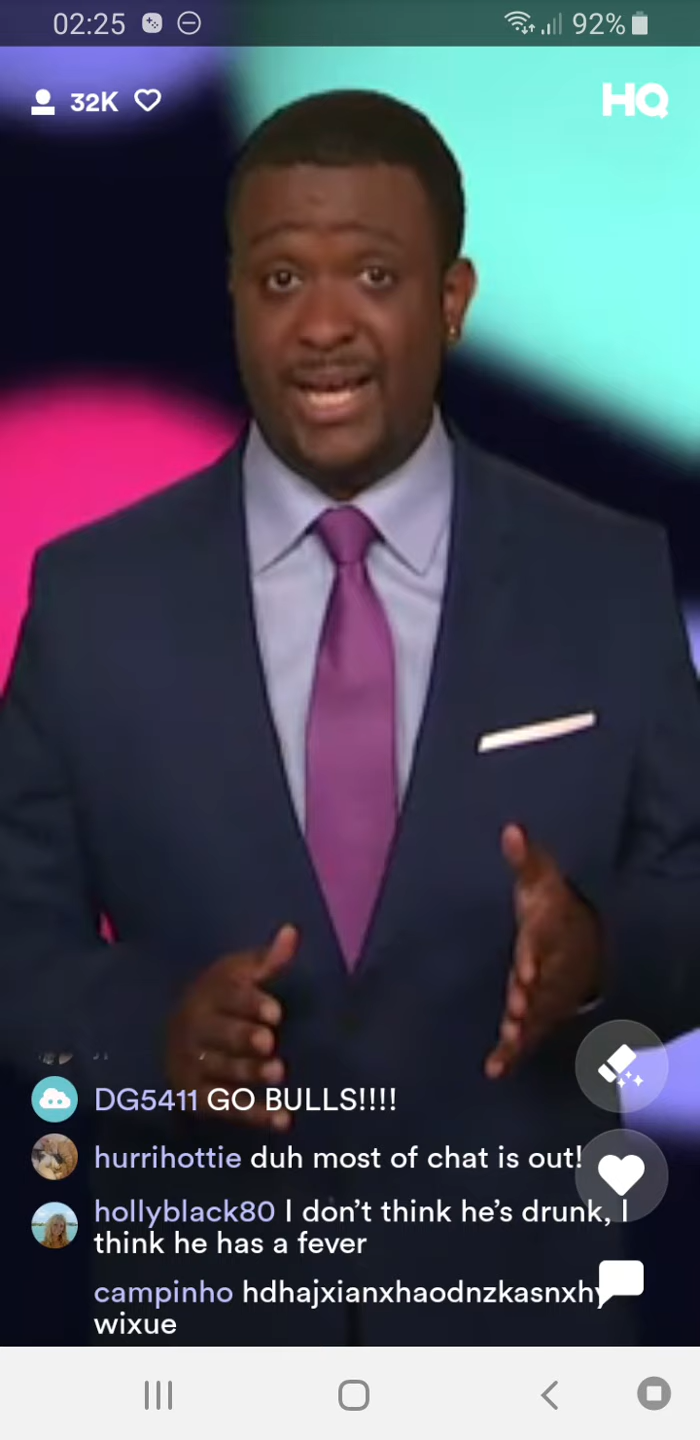 02:25
92%
32K
HQ
DG5411 GO BULLS!!!!
hurrihottie duh most of chat is out!
hollyblack80 I don’t think he’s drunk, I
think he has a fever
campinho
wixue